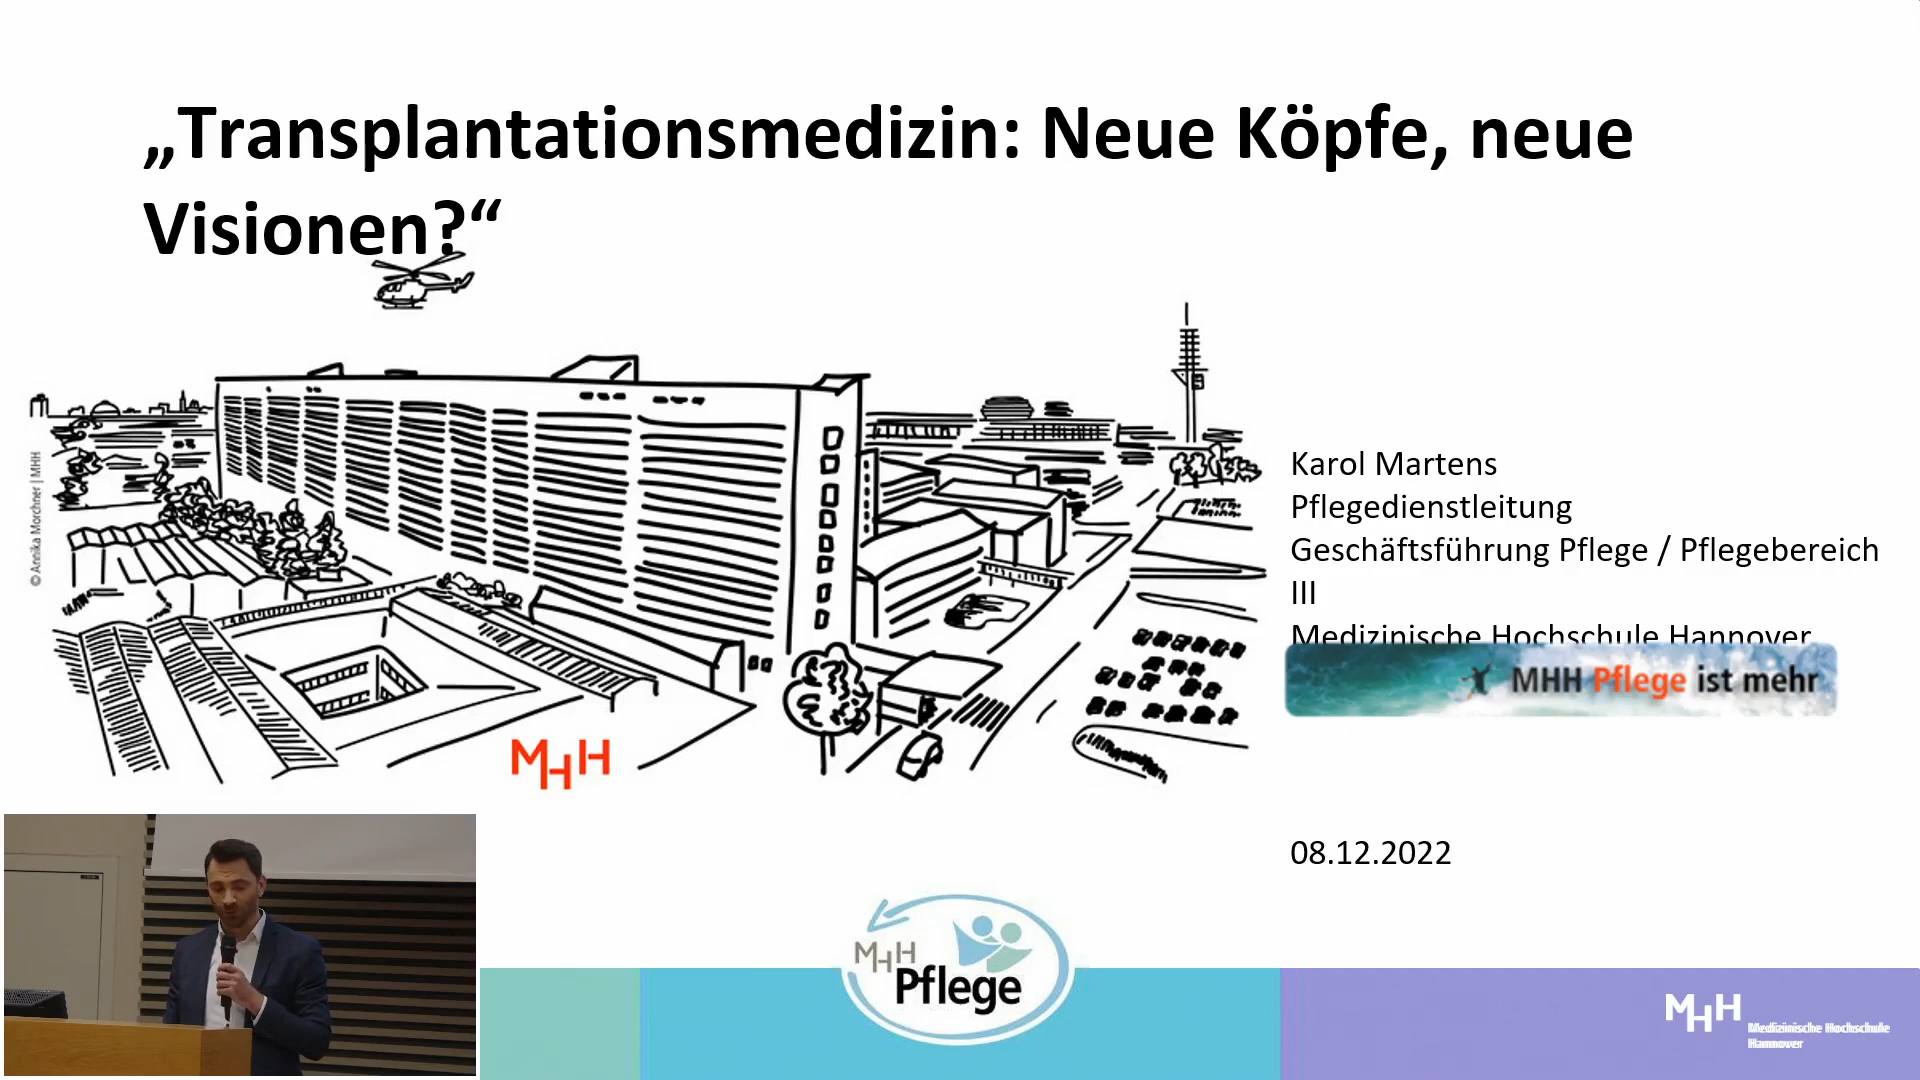 „Transplantationsmedizin: Neue Köpfe, neue
Visionen?“
© Annika Morchner | MHH
Karol Martens
Pflegedienstleitung
Geschäftsführung Pflege / Pflegebereich
III
Medizinische Hochschule Hannover
MHH Pflege ist mehr
MHH
08.12.2022
MHH
Pflege
MHH
Medizinische Hochschule
Hannover